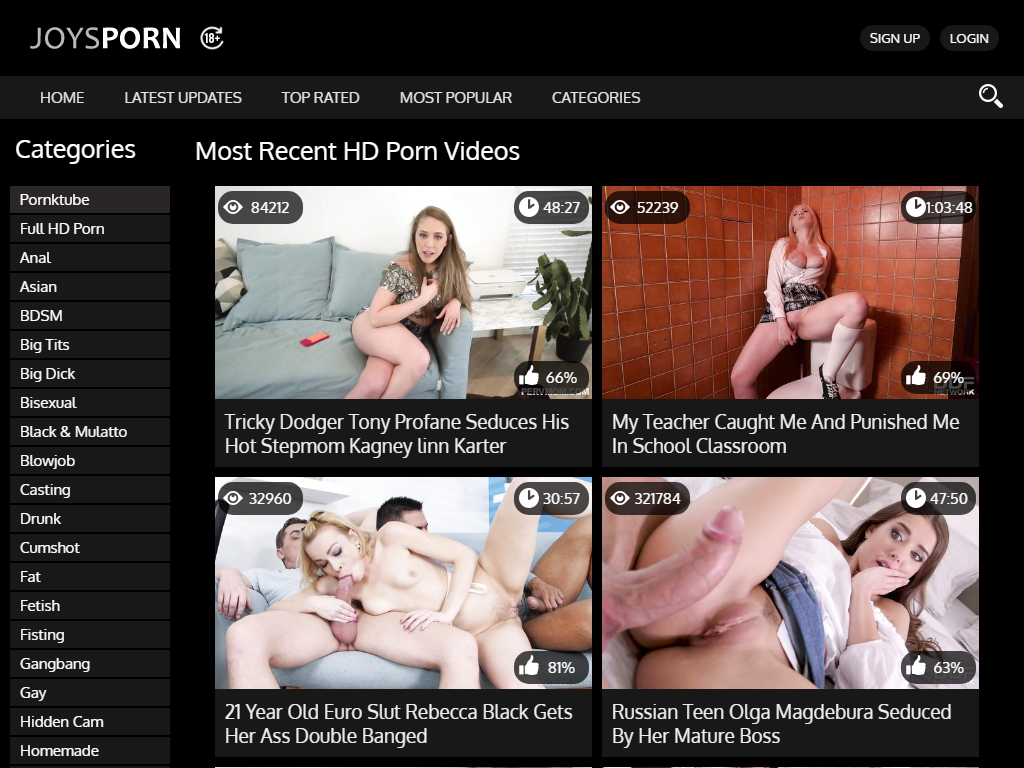 JOYSPORN 18+
SIGN UP
LOGIN
HOME
LATEST UPDATES
TOP RATED
MOST POPULAR
CATEGORIES
Categories
Pornktube
Full HD Porn
Anal
Asian
BDSM
Big Tits
Big Dick
Bisexual
Black & Mulatto
Blowjob
Casting
Drunk
Cumshot
Fat
Fetish
Fisting
Gangbang
Gay
Hidden Cam
Homemade
Most Recent HD Porn Videos
84212
48:27
66%
PERVMOM.COM
Tricky Dodger Tony Profane Seduces His
Hot Stepmom Kagney linn Karter
52239
1:03:48
69%
DDF
NETWORK
My Teacher Caught Me And Punished Me
In School Classroom
32960
30:57
81%
21 Year Old Euro Slut Rebecca Black Gets
Her Ass Double Banged
321784
47:50
63%
Russian Teen Olga Magdebura Seduced
By Her Mature Boss